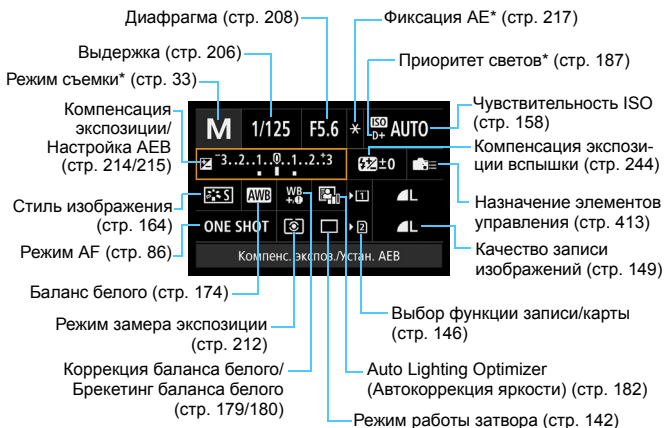 Диафрагма (стр. 208)
Фиксация AE* (стр. 217)
Выдержка (стр. 206)
Приоритет светов* (стр. 187)
Режим съемки* (стр. 33)
Чувствительность ISO
(стр. 158)
Компенсация
экспозиции/
Настройка AEB
(стр. 214/215)
Компенсация экспози-
ции вспышки (стр. 244)
M 1/125 F5.6 * ISO D+ AUTO
-3..2..1..0..1..2.+3 ±0
Стиль изображения
(стр. 164)
S AWB WB +/- 1 L
Назначение элементов
управления (стр. 413)
Режим AF (стр. 86)
ONE SHOT 2 L
Качество записи
изображений (стр. 149)
Компенс. экспоз./Устан. AEB
Баланс белого (стр. 174)
Выбор функции записи/карты
(стр. 146)
Режим замера экспозиции
(стр. 212)
Коррекция баланса белого/
Брекетинг баланса белого
(стр. 179/180)
Auto Lighting Optimizer
(Автокоррекция яркости) (стр. 182)
Режим работы затвора (стр. 142)